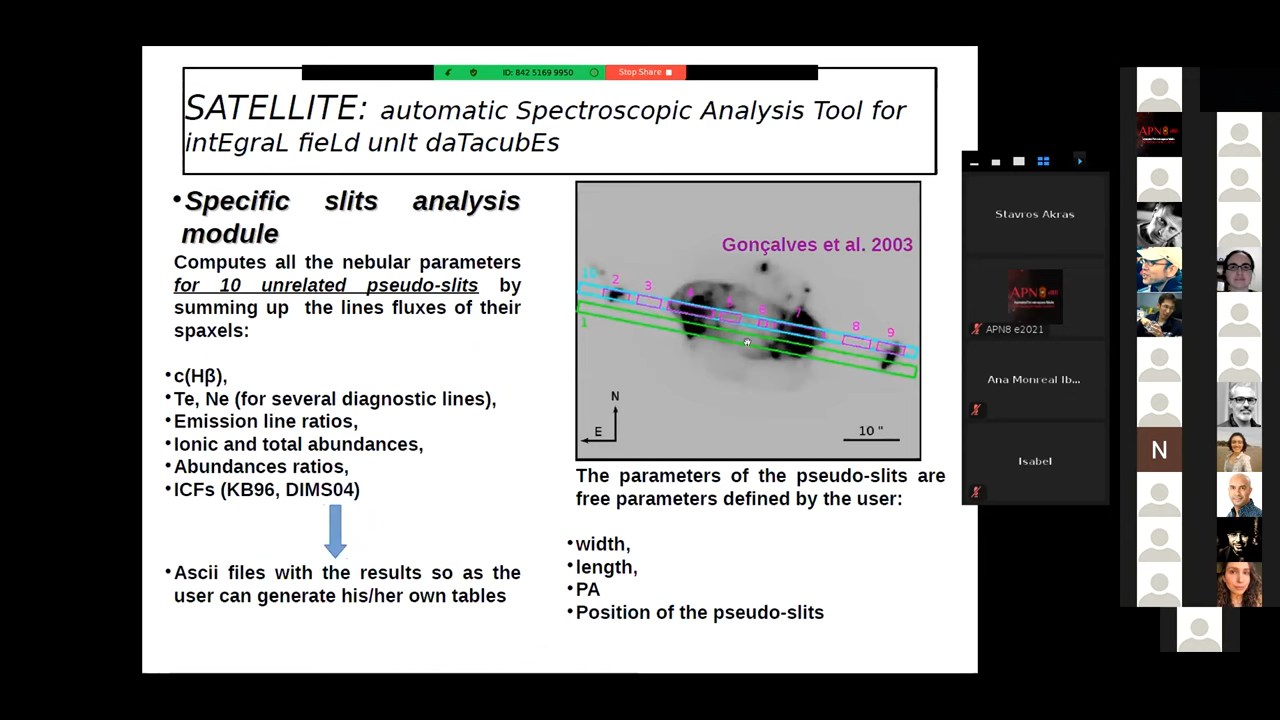 ID: 842 5169 9950
Stop Share
SATELLITE: automatic Spectroscopic Analysis Tool for
intEgraL fieLd unIt daTacubEs
•Specific slits analysis
module
Computes all the nebular parameters
for 10 unrelated pseudo-slits by
summing up the lines fluxes of their
spaxels:
•c(Hβ),
•Te, Ne (for several diagnostic lines),
•Emission line ratios,
•Ionic and total abundances,
•Abundances ratios,
•ICFs (KB96, DIMS04)
•Ascii files with the results so as the
user can generate his/her own tables
Gonçalves et al. 2003
10
2
3
4
7
8
9
1
N
E
10 "
The parameters of the pseudo-slits are
free parameters defined by the user:
•width,
•length,
•PA
•Position of the pseudo-slits
Stavros Akras
APN8
APN8 e2021
Ana Monreal Ib...
Isabel
APN8
N